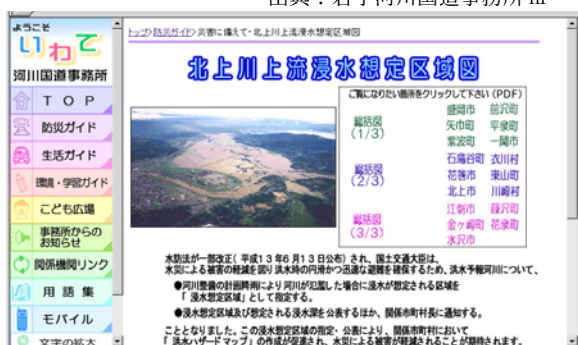 出典:岩手河川国道事務所
ようこそ
いわて
河川国道事務所
TOP
防災ガイド
生活ガイド
環境・学習ガイド
こども広場
事務所からの
お知らせ
関係機関リンク
用語集
モバイル
文字の拡大
トップ>防災ガイド>災害に備えて・北上川上流浸水想定区域図
北上川上流浸水想定区域図
ご覧になりたい箇所をクリックして下さい(PDF)
総括図
(1/3)
盛岡市 前沢町
矢巾町 平泉町
紫波町 一関市
総括図
(2/3)
石鳥谷町 衣川村
花巻市 東山町
北上市 川崎村
総括図
(3/3)
江刺市 藤沢町
金ヶ崎町 花泉町
水沢市
水防法が一部改正(平成13年6月13日公布)され、国土交通大臣は、
水災による被害の軽減を図り洪水時の円滑かつ迅速な避難を確保するため、洪水予報河川について、
●河川整備の計画降雨により河川が氾濫した場合に浸水が想定される区域を
「浸水想定区域」として指定する。
●浸水想定区域及び想定される浸水深を公表するほか、関係市町村長に通知する。
こととなりました。この浸水想定区域の指定・公表により、関係市町村において
「洪水ハザードマップ」の作成が促進され、水災による被害が軽減されることが期待されます。